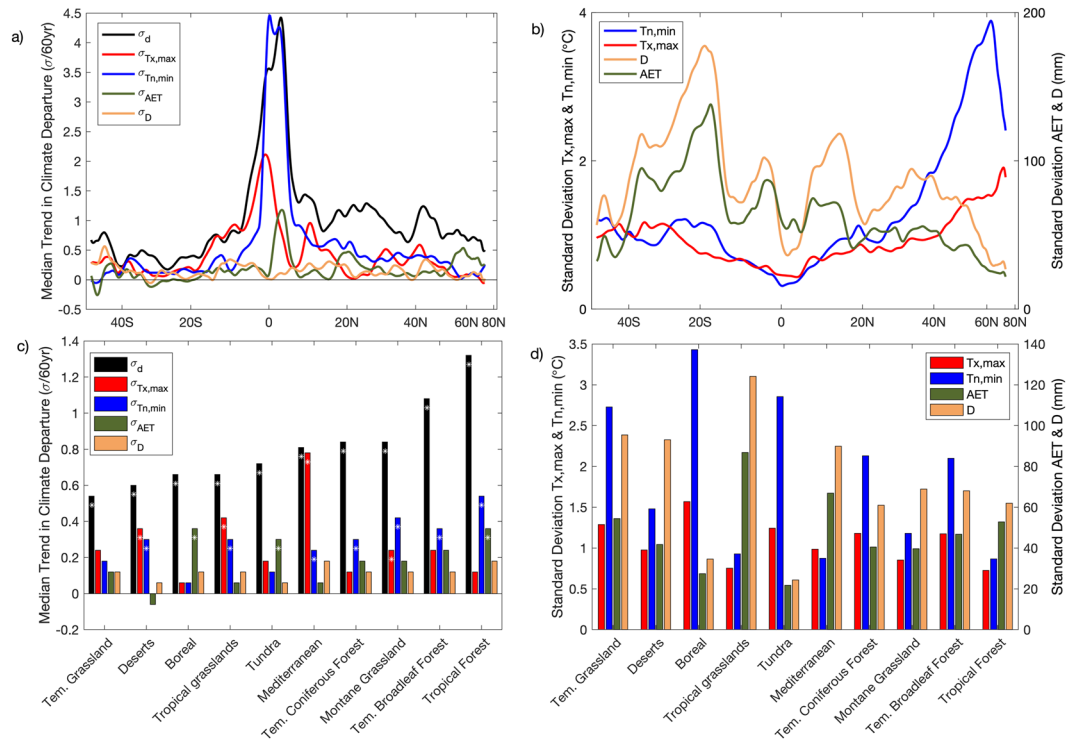 a)
Median Trend in Climate Departure (σ/60yr)
4.5
4
3.5
3
2.5
2
1.5
1
0.5
0
-0.5
σd
σTx,max
σTn,min
σAET
σD
40S 20S 0 20N 40N 60N 80N
b)
Standard Deviation Tx,max & Tn,min (°C)
4
2
0
Tn,min
Tx,max
D
AET
200
100
0
Standard Deviation AET & D (mm)
40S 20S 0 20N 40N 60N 80N
c)
Median Trend in Climate Departure (σ/60yr)
1.4
1.2
1
0.8
0.6
0.4
0.2
0
-0.2
σd
σTx,max
σTn,min
σAET
σD
Tem. Grassland
Deserts
Boreal
Tropical grasslands
Tundra
Mediterranean
Tem. Coniferous Forest
Montane Grassland
Tem. Broadleaf Forest
Tropical Forest
d)
Standard Deviation Tx,max & Tn,min (°C)
3.5
3
2.5
2
1.5
1
0.5
0
Tx,max
Tn,min
AET
D
140
120
100
80
60
40
20
0
Standard Deviation AET & D (mm)
Tem. Grassland
Deserts
Boreal
Tropical grasslands
Tundra
Mediterranean
Tem. Coniferous Forest
Montane Grassland
Tem. Broadleaf Forest
Tropical Forest